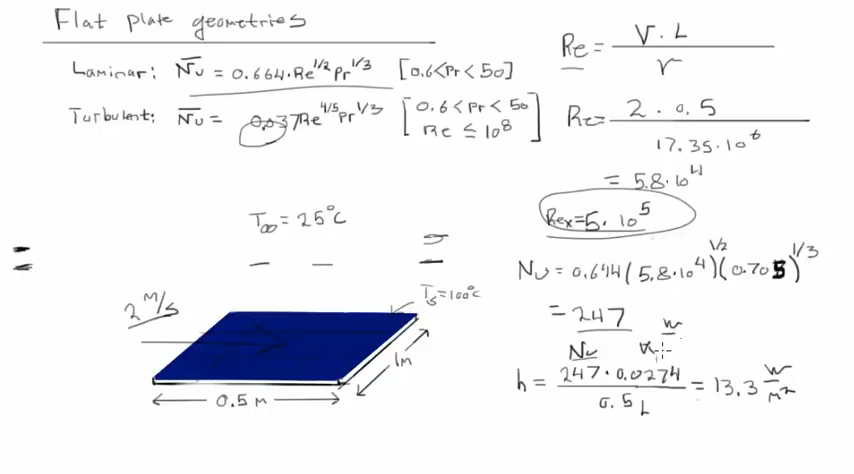 Flat plate geometries
Laminar: N̅u̅ = 0.664·Re^1/2 Pr^1/3 [0.6<Pr<50]
Turbulent: N̅u̅ = 0.037Re^4/5 Pr^1/3 [0.6<Pr<50
Re ≤ 10^8]
Re = V·L / ν
Re = 2·0.5 / 17.35·10^6
= 5.8·10^4
Rex=5·10^5
T∞ = 25°C
Ts=100°C
2 m/s
1m
0.5 m
Nu = 0.644(5.8·10^4)^1/2 (0.705)^1/3
= 247
Nu K w
h = 247·0.0274 / 0.5 L = 13.3 W/m²